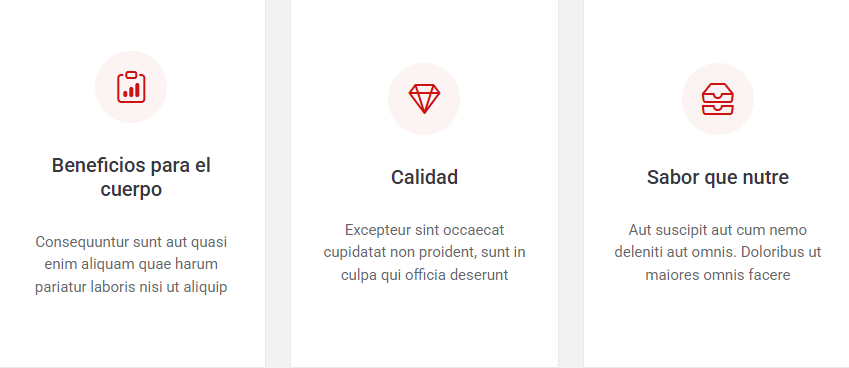 Beneficios para el
cuerpo
Consequuntur sunt aut quasi
enim aliquam quae harum
pariatur laboris nisi ut aliquip
Calidad
Excepteur sint occaecat
cupidatat non proident, sunt in
culpa qui officia deserunt
Sabor que nutre
Aut suscipit aut cum nemo
deleniti aut omnis. Doloribus ut
maiores omnis facere